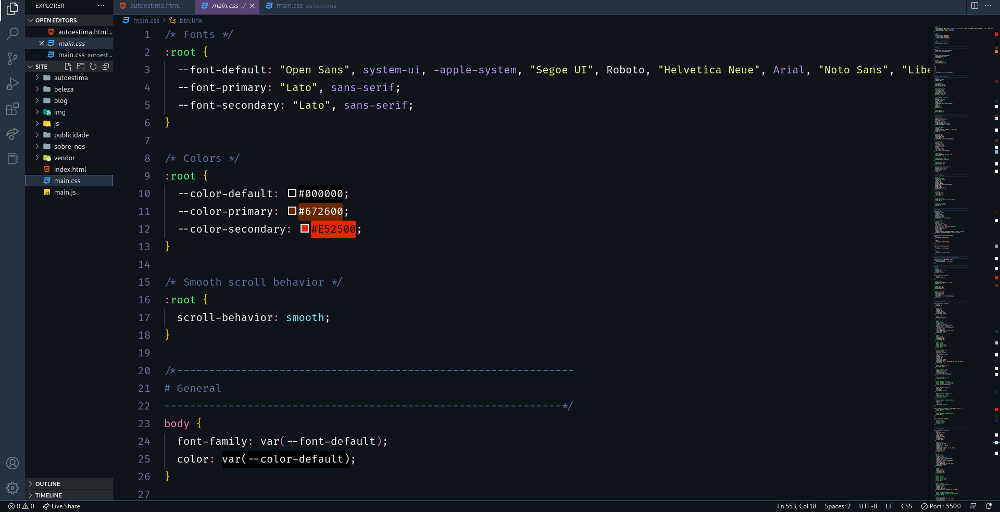 EXPLORER
autoestima.html
main.css ./
main.css autoestima
OPEN EDITORS
autoestima.html...
main.css
main.css autoest...
SITE
autoestima
beleza
blog
img
js
publicidade
sobre-nos
vendor
index.html
main.css
main.js
OUTLINE
TIMELINE
main.css > .btn:link
1 /* Fonts */
2 :root {
3 --font-default: "Open Sans", system-ui, -apple-system, "Segoe UI", Roboto, "Helvetica Neue", Arial, "Noto Sans", "Libe
4 --font-primary: "Lato", sans-serif;
5 --font-secondary: "Lato", sans-serif;
6 }
7
8 /* Colors */
9 :root {
10 --color-default: #000000;
11 --color-primary: #672600;
12 --color-secondary: #E52500;
13 }
14
15 /* Smooth scroll behavior */
16 :root {
17 scroll-behavior: smooth;
18 }
19
20 /*--------------------------------------------------------------
21 # General
22 --------------------------------------------------------------*/
23 body {
24 font-family: var(--font-default);
25 color: var(--color-default);
26 }
27
0 0 Live Share
Ln 553, Col 18 Spaces: 2 UTF-8 LF CSS Port : 5500